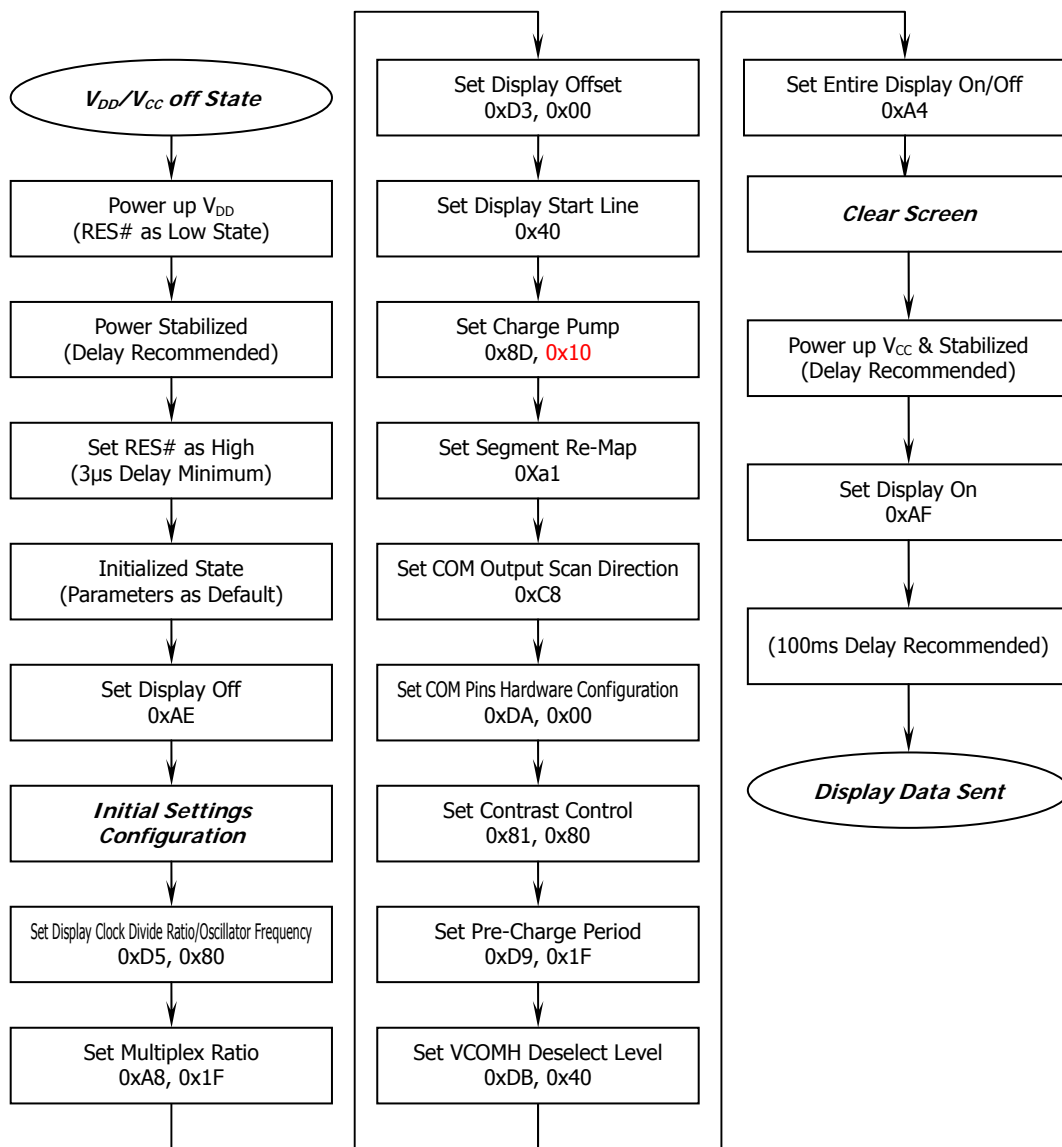 V_DD/V_CC off State
Power up V_DD
(RES# as Low State)
Power Stabilized
(Delay Recommended)
Set RES# as High
(3µs Delay Minimum)
Initialized State
(Parameters as Default)
Set Display Off
0xAE
Initial Settings
Configuration
Set Display Clock Divide Ratio/Oscillator Frequency
0xD5, 0x80
Set Multiplex Ratio
0xA8, 0x1F
Set Display Offset
0xD3, 0x00
Set Display Start Line
0x40
Set Charge Pump
0x8D, 0x10
Set Segment Re-Map
0Xa1
Set COM Output Scan Direction
0xC8
Set COM Pins Hardware Configuration
0xDA, 0x00
Set Contrast Control
0x81, 0x80
Set Pre-Charge Period
0xD9, 0x1F
Set VCOMH Deselect Level
0xDB, 0x40
Set Entire Display On/Off
0xA4
Clear Screen
Power up V_CC & Stabilized
(Delay Recommended)
Set Display On
0xAF
(100ms Delay Recommended)
Display Data Sent